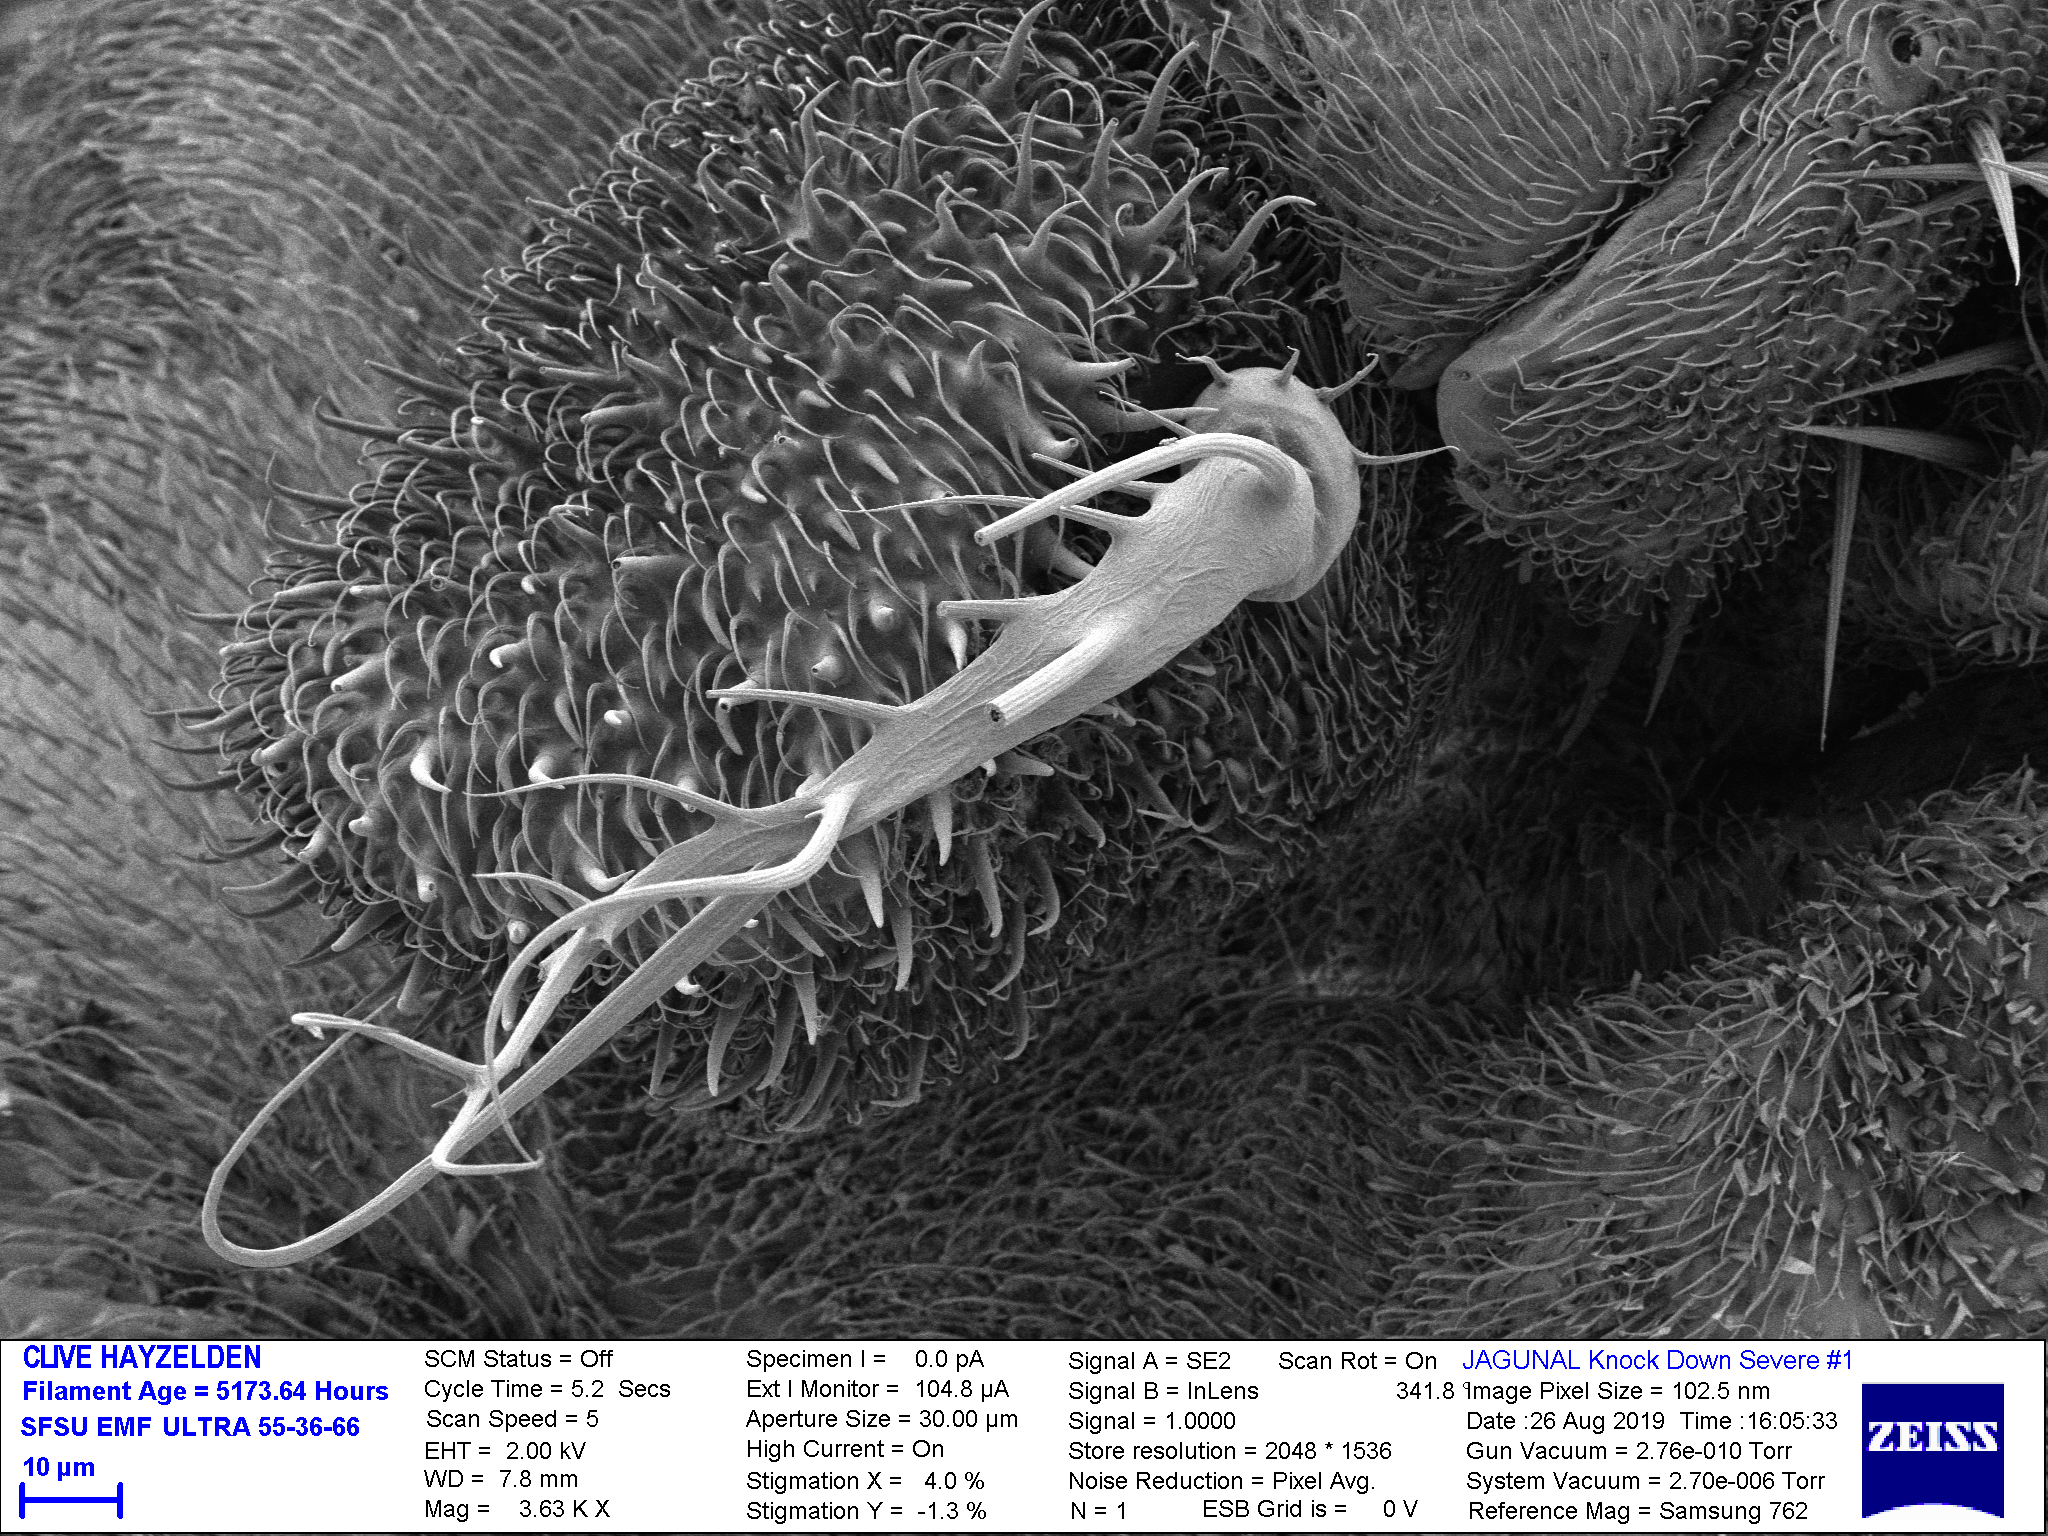 CLIVE HAYZELDEN
Filament Age = 5173.64 Hours
SFSU EMF ULTRA 55-36-66
10 µm
SCM Status = Off
Cycle Time = 5.2 Secs
Scan Speed = 5
EHT = 2.00 kV
WD = 7.8 mm
Mag = 3.63 K X
Specimen I = 0.0 pA
Ext I Monitor = 104.8 µA
Aperture Size = 30.00 µm
High Current = On
Stigmation X = 4.0 %
Stigmation Y = -1.3 %
Signal A = SE2 Scan Rot = On
Signal B = InLens 341.8 °
Signal = 1.0000
Store resolution = 2048 * 1536
Noise Reduction = Pixel Avg.
N = 1 ESB Grid is = 0 V
JAGUNAL Knock Down Severe #1
Image Pixel Size = 102.5 nm
Date :26 Aug 2019 Time :16:05:33
Gun Vacuum = 2.76e-010 Torr
System Vacuum = 2.70e-006 Torr
Reference Mag = Samsung 762
ZEISS